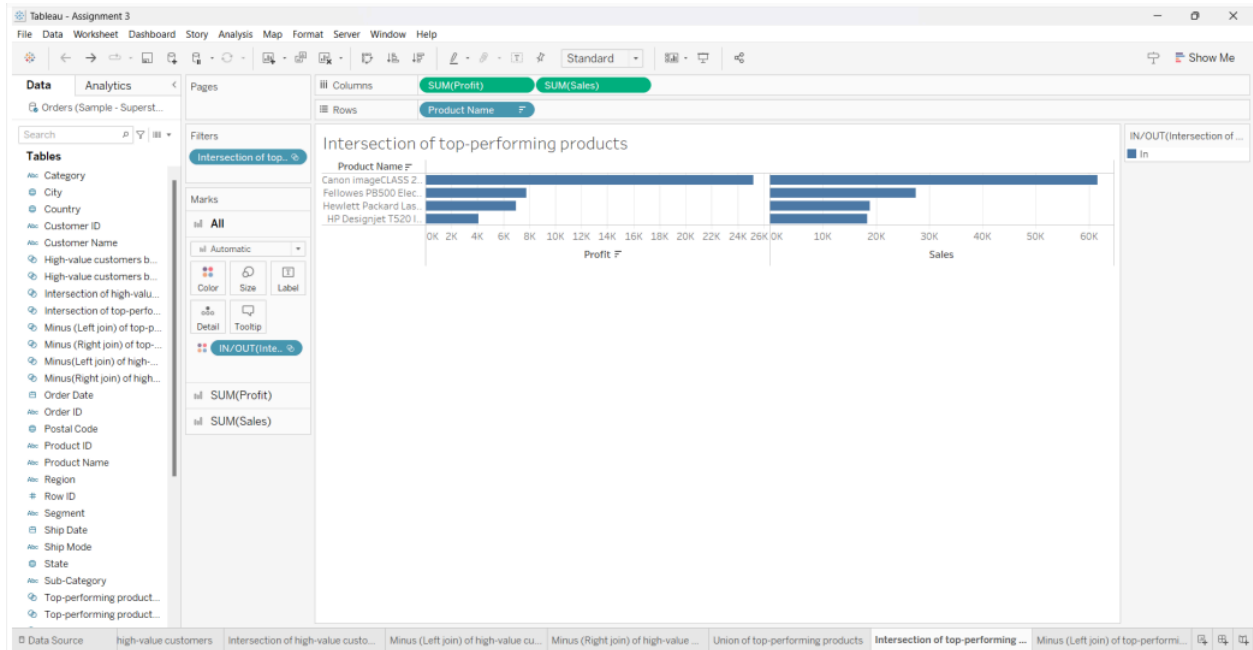 Tableau - Assignment 3
File Data Worksheet Dashboard Story Analysis Map Format Server Window Help
Standard
Show Me
Data Analytics
Pages
Columns
SUM(Profit)
SUM(Sales)
Orders (Sample - Superst...
Rows
Product Name
Search
Filters
Intersection of top..
Intersection of top-performing products
IN/OUT(Intersection of ...
In
Tables
Category
City
Country
Customer ID
Customer Name
High-value customers b...
High-value customers b...
Intersection of high-valu...
Intersection of top-perfo...
Minus (Left join) of top-p...
Minus (Right join) of top-...
Minus(Left join) of high-...
Minus(Right join) of high...
Order Date
Order ID
Postal Code
Product ID
Product Name
Region
Row ID
Segment
Ship Date
Ship Mode
State
Sub-Category
Top-performing product...
Top-performing product...
Marks
All
Automatic
Color
Size
Label
Detail
Tooltip
IN/OUT(Inte..
SUM(Profit)
SUM(Sales)
Product Name
Canon imageCLASS 2..
Fellowes PB500 Elec..
Hewlett Packard Las..
HP Designjet T520 I..
0K 2K 4K 6K 8K 10K 12K 14K 16K 18K 20K 22K 24K 26K
0K 10K 20K 30K 40K 50K 60K
Profit
Sales
Data Source
high-value customers
Intersection of high-value custo...
Minus (Left join) of high-value cu...
Minus (Right join) of high-value ...
Union of top-performing products
Intersection of top-performing ...
Minus (Left join) of top-performi...